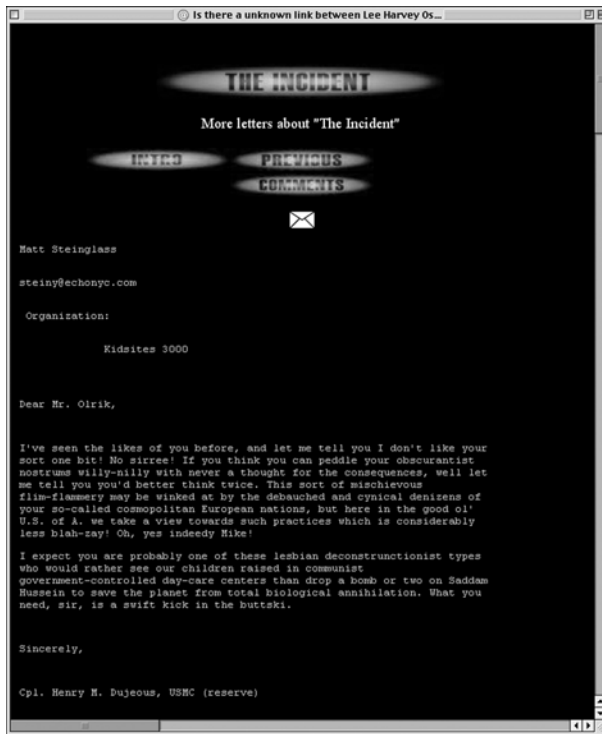 Is there a unknown link between Lee Harvey Os...
THE INCIDENT
More letters about "The Incident"
INTRO PREVIOUS
COMMENTS
Matt Steinglass
steiny@echonyc.com
Organization:
Kidsites 3000
Dear Mr. Olrik,
I've seen the likes of you before, and let me tell you I don't like your
sort one bit! No sirree! If you think you can peddle your obscurantist
nostrums willy-nilly with never a thought for the consequences, well let
me tell you you'd better think twice. This sort of mischievous
flim-flammery may be winked at by the debauched and cynical denizens of
your so-called cosmopolitan European nations, but here in the good ol'
U.S. of A. we take a view towards such practices which is considerably
less blah-zay! Oh, yes indeedy Mike!
I expect you are probably one of these lesbian deconstrunctionist types
who would rather see our children raised in communist
government-controlled day-care centers than drop a bomb or two on Saddam
Hussein to save the planet from total biological annihilation. What you
need, sir, is a swift kick in the buttski.
Sincerely,
Cpl. Henry M. Dujeous, USMC (reserve)